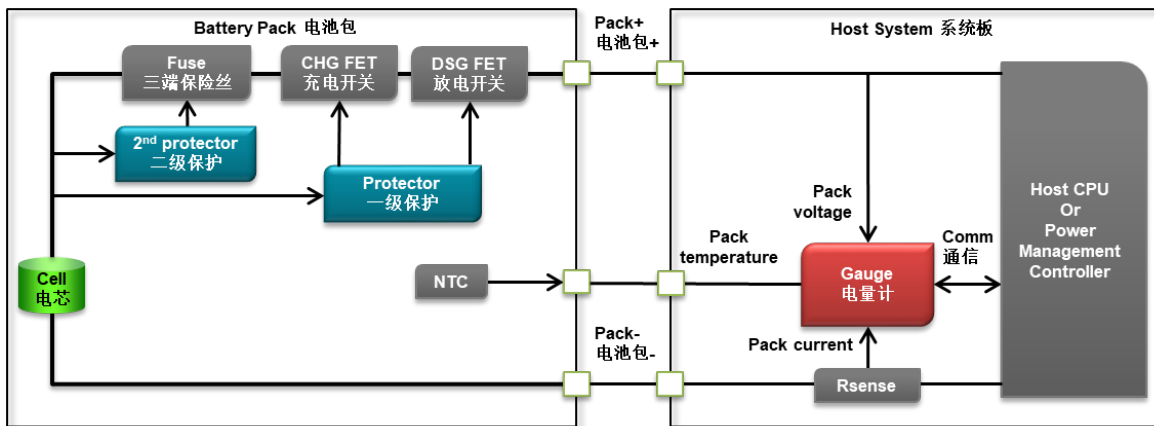 Battery Pack 电池包
Pack+
电池包+
Host System 系统板
Fuse
三端保险丝
CHG FET
充电开关
DSG FET
放电开关
2nd protector
二级保护
Protector
一级保护
Cell
电芯
NTC
Pack
voltage
Pack
temperature
Gauge
电量计
Comm
通信
Host CPU
Or
Power
Management
Controller
Pack-
电池包-
Pack current
Rsense